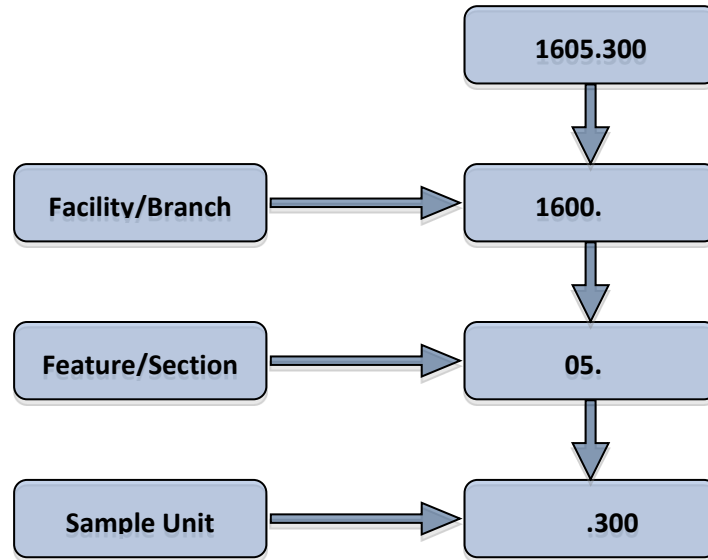 1605.300
Facility/Branch
1600.
Feature/Section
05.
Sample Unit
.300